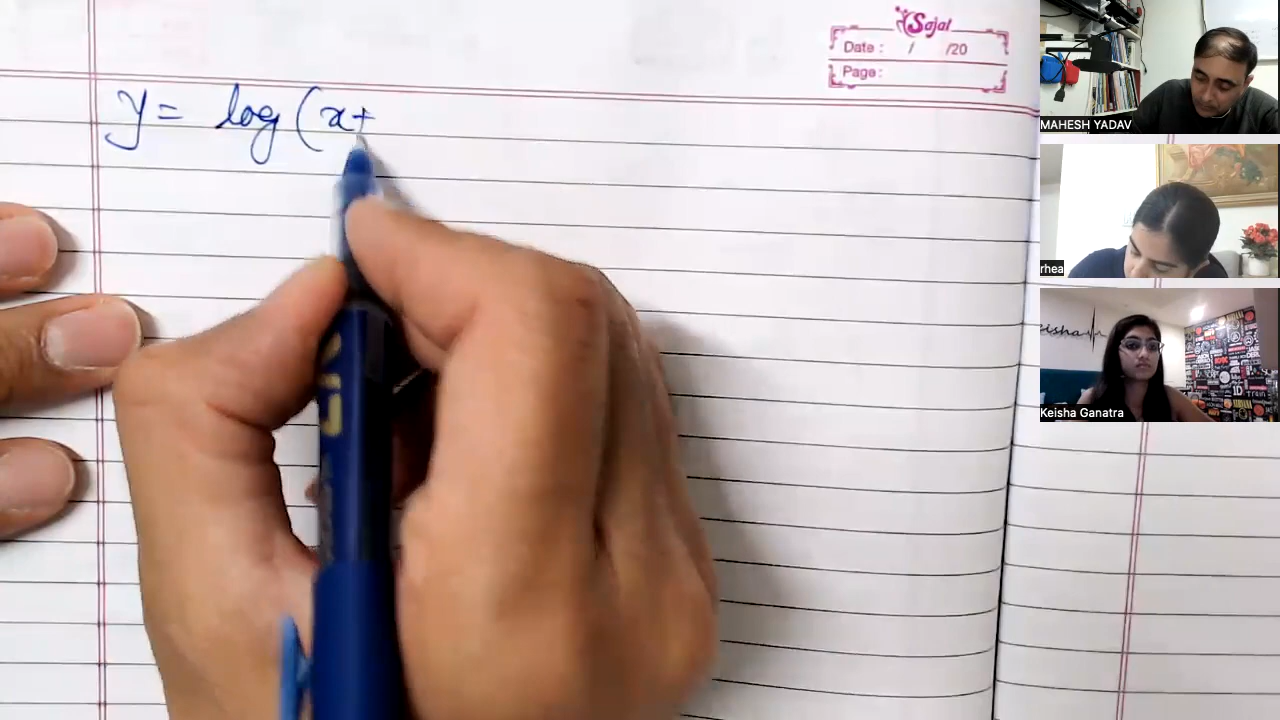 Sajal
Date : / /20
Page :
y = log (x+
MAHESH YADAV
rhea
Keisha Ganatra